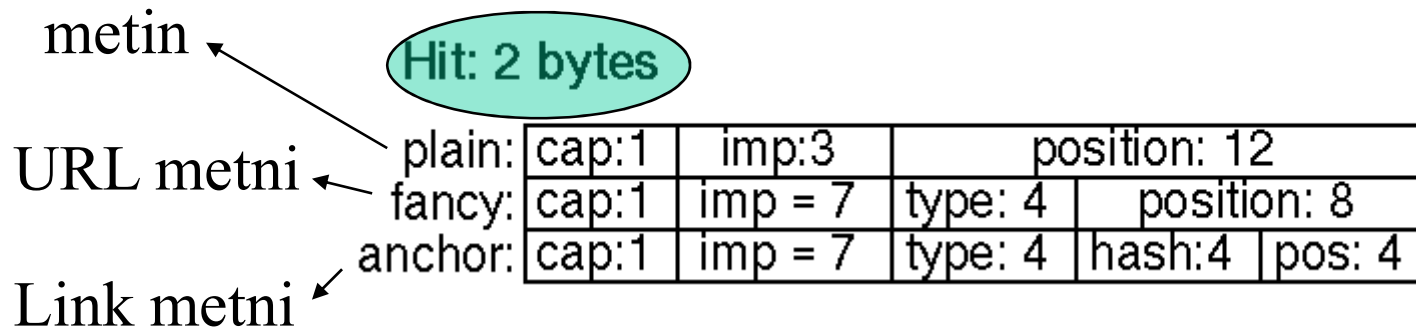 metin
Hit: 2 bytes
plain: cap:1 imp:3 position: 12
URL metni
fancy: cap:1 imp = 7 type: 4 position: 8
anchor: cap:1 imp = 7 type: 4 hash:4 pos: 4
Link metni